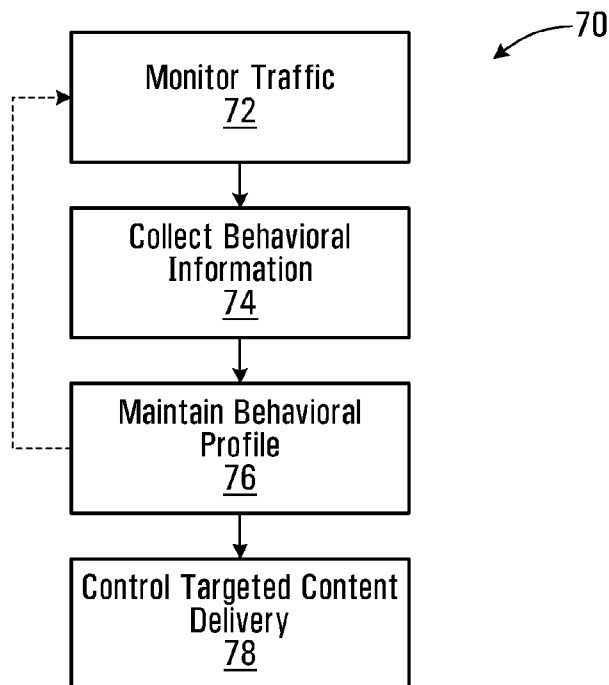 70
Monitor Traffic
72
Collect Behavioral
Information
74
Maintain Behavioral
Profile
76
Control Targeted Content
Delivery
78